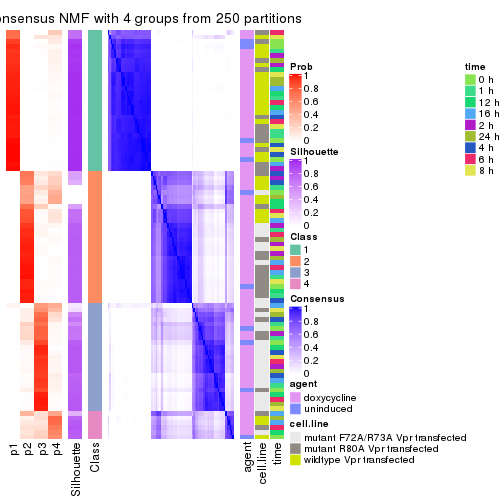 onsensus NMF with 4 groups from 250 partitions
Prob
1
0.8
0.6
0.4
0.2
0
Silhouette
1
0.8
0.6
0.4
0.2
0
Class
1
2
3
4
Consensus
1
0.8
0.6
0.4
0.2
0
agent
doxycycline
uninduced
cell.line
mutant F72A/R73A Vpr transfected
mutant R80A Vpr transfected
wildtype Vpr transfected
time
0 h
1 h
12 h
16 h
2 h
24 h
4 h
6 h
8 h
p1
p2
p3
p4
Silhouette
Class
agent
cell.line
time